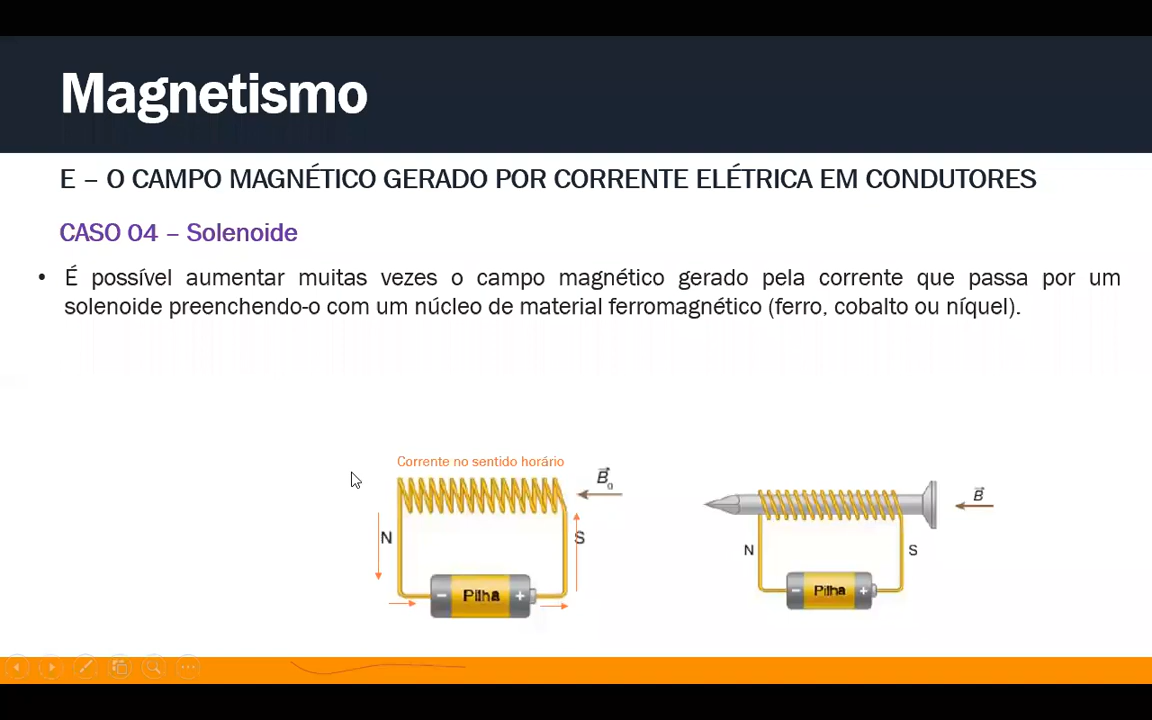 Magnetismo
E – O CAMPO MAGNÉTICO GERADO POR CORRENTE ELÉTRICA EM CONDUTORES
CASO 04 – Solenoide
• É possível aumentar muitas vezes o campo magnético gerado pela corrente que passa por um
solenoide preenchendo-o com um núcleo de material ferromagnético (ferro, cobalto ou níquel).
Corrente no sentido horário
B₀
B
N
S
N
S
− Pilha +
− Pilha +